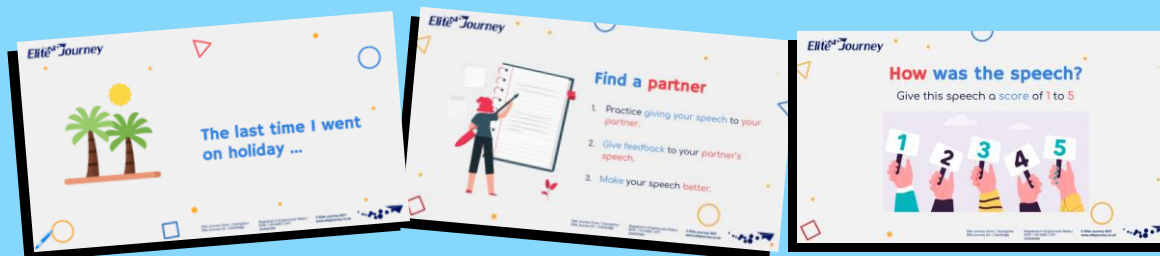 Elite Journey
The last time I went
on holiday ...
Elite Journey
Find a partner
1. Practice giving your speech to your
partner.
2. Give feedback to your partner's
speech.
3. Make your speech better.
Elite Journey
How was the speech?
Give this speech a score of 1 to 5
1 2 3 4 5